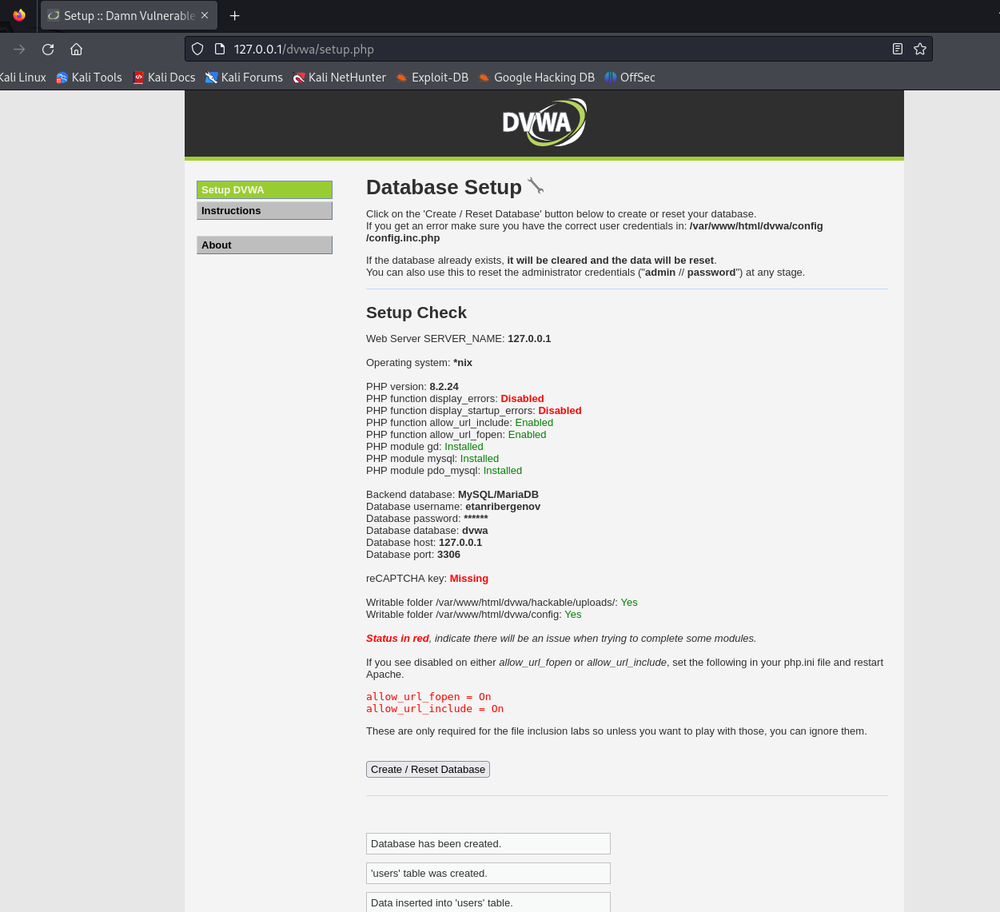 Setup :: Damn Vulnerable
127.0.0.1/dvwa/setup.php
Kali Linux Kali Tools Kali Docs Kali Forums Kali NetHunter Exploit-DB Google Hacking DB OffSec
DVWA
Setup DVWA
Instructions
About
Database Setup
Click on the 'Create / Reset Database' button below to create or reset your database.
If you get an error make sure you have the correct user credentials in: /var/www/html/dvwa/config
/config.inc.php
If the database already exists, it will be cleared and the data will be reset.
You can also use this to reset the administrator credentials ("admin // password") at any stage.
Setup Check
Web Server SERVER_NAME: 127.0.0.1
Operating system: *nix
PHP version: 8.2.24
PHP function display_errors: Disabled
PHP function display_startup_errors: Disabled
PHP function allow_url_include: Enabled
PHP function allow_url_fopen: Enabled
PHP module gd: Installed
PHP module mysql: Installed
PHP module pdo_mysql: Installed
Backend database: MySQL/MariaDB
Database username: etanribergenov
Database password: ******
Database database: dvwa
Database host: 127.0.0.1
Database port: 3306
reCAPTCHA key: Missing
Writable folder /var/www/html/dvwa/hackable/uploads/: Yes
Writable folder /var/www/html/dvwa/config: Yes
Status in red, indicate there will be an issue when trying to complete some modules.
If you see disabled on either allow_url_fopen or allow_url_include, set the following in your php.ini file and restart
Apache.
allow_url_fopen = On
allow_url_include = On
These are only required for the file inclusion labs so unless you want to play with those, you can ignore them.
Create / Reset Database
Database has been created.
'users' table was created.
Data inserted into 'users' table.